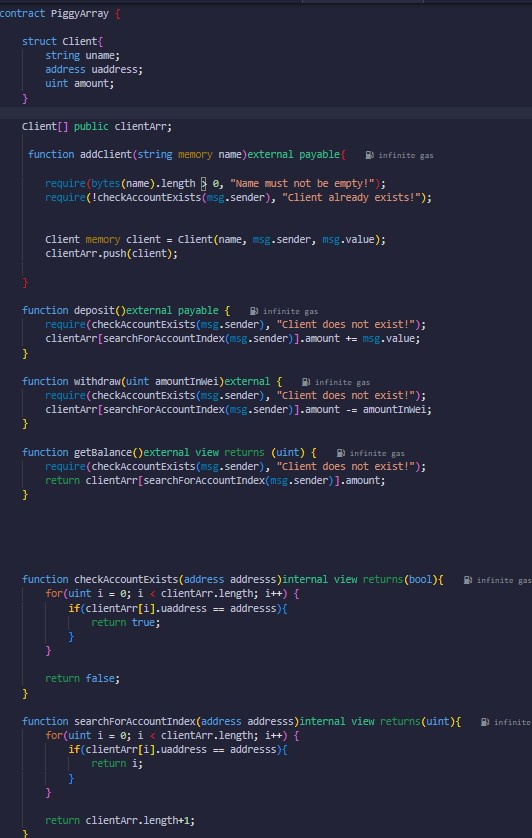 contract PiggyArray {
struct Client{
string uname;
address uaddress;
uint amount;
}
Client[] public clientArr;
function addClient(string memory name)external payable{ infinite gas
require(bytes(name).length > 0, "Name must not be empty!");
require(!checkAccountExists(msg.sender), "Client already exists!");
Client memory client = Client(name, msg.sender, msg.value);
clientArr.push(client);
}
function deposit()external payable { infinite gas
require(checkAccountExists(msg.sender), "Client does not exist!");
clientArr[searchForAccountIndex(msg.sender)].amount += msg.value;
}
function withdraw(uint amountInWei)external { infinite gas
require(checkAccountExists(msg.sender), "Client does not exist!");
clientArr[searchForAccountIndex(msg.sender)].amount -= amountInWei;
}
function getBalance()external view returns (uint) { infinite gas
require(checkAccountExists(msg.sender), "Client does not exist!");
return clientArr[searchForAccountIndex(msg.sender)].amount;
}
function checkAccountExists(address addresss)internal view returns(bool){ infinite gas
for(uint i = 0; i < clientArr.length; i++) {
if(clientArr[i].uaddress == addresss){
return true;
}
}
return false;
}
function searchForAccountIndex(address addresss)internal view returns(uint){ infinite
for(uint i = 0; i < clientArr.length; i++) {
if(clientArr[i].uaddress == addresss){
return i;
}
}
return clientArr.length+1;
}